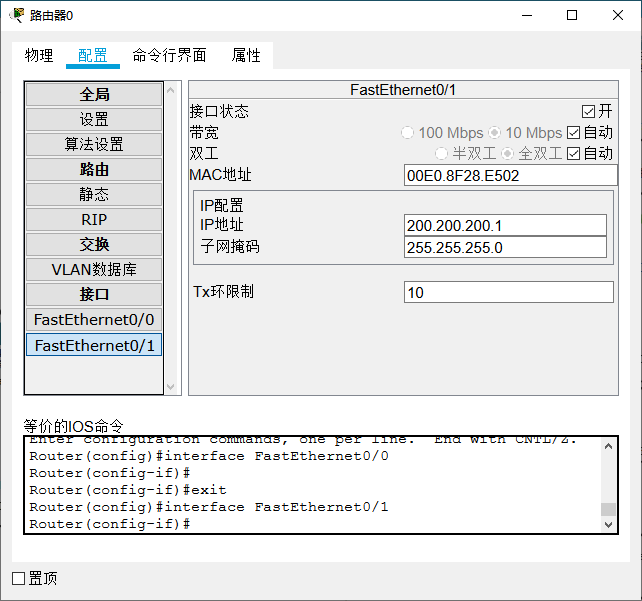 路由器0
物理 配置 命令行界面 属性
全局
设置
算法设置
路由
静态
RIP
交换
VLAN数据库
接口
FastEthernet0/0
FastEthernet0/1
FastEthernet0/1
接口状态 开
带宽 100 Mbps 10 Mbps 自动
双工 半双工 全双工 自动
MAC地址 00E0.8F28.E502
IP配置
IP地址 200.200.200.1
子网掩码 255.255.255.0
Tx环限制 10
等价的IOS命令
Enter configuration commands, one per line. End with CNTL/Z.
Router(config)#interface FastEthernet0/0
Router(config-if)#
Router(config-if)#exit
Router(config)#interface FastEthernet0/1
Router(config-if)#
置顶